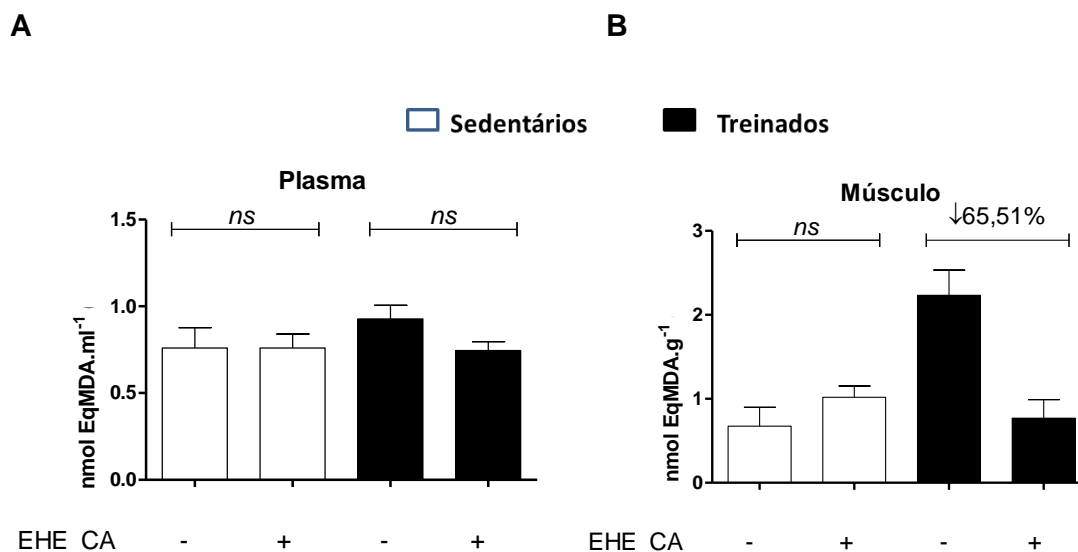 A
B
Sedentários
Treinados
Plasma
ns
ns
1.5
1.0
0.5
0.0
nmol EqMDA.ml⁻¹
EHE CA - + - +
Músculo
ns
↓65,51%
3
2
1
0
nmol EqMDA.g⁻¹
EHE CA - + - +